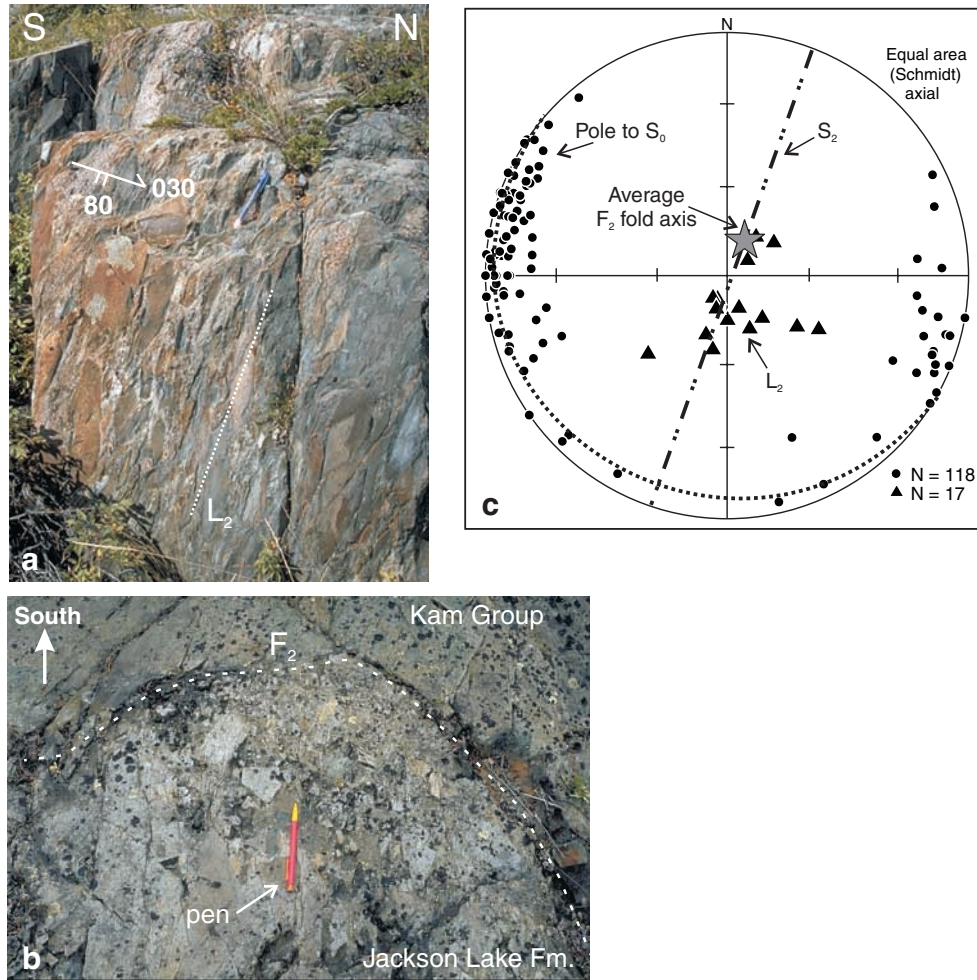 S
N
030
80
L₂
a
N
Equal area
(Schmidt)
axial
Pole to S₀
S₂
Average
F₂ fold axis
L₂
N = 118
N = 17
c
South
Kam Group
F₂
pen
b
Jackson Lake Fm.